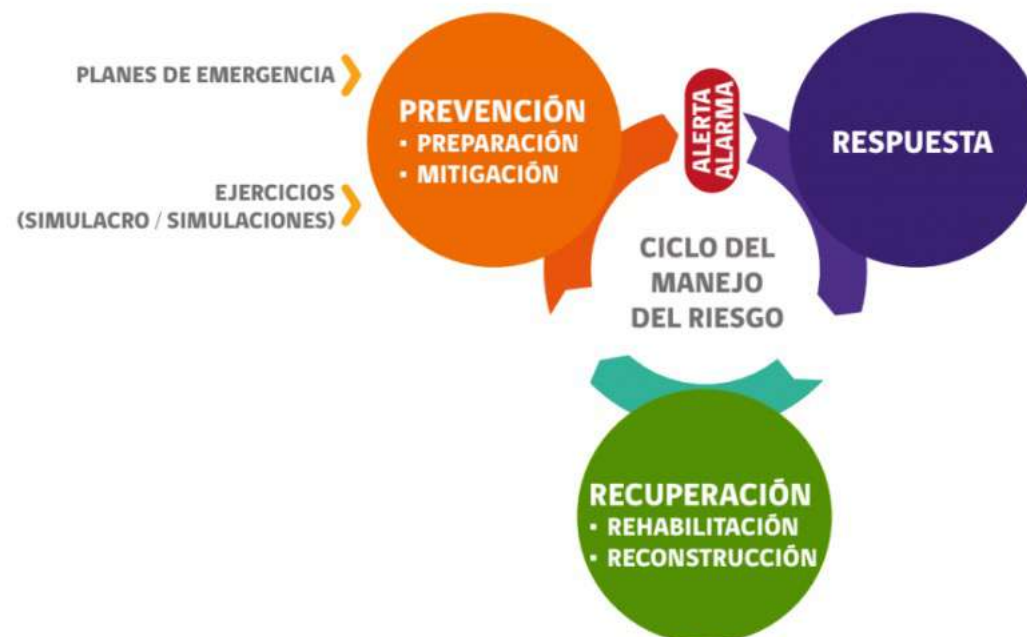 PLANES DE EMERGENCIA
EJERCICIOS
(SIMULACRO / SIMULACIONES)
PREVENCIÓN
· PREPARACIÓN
· MITIGACIÓN
ALERTA
ALARMA
RESPUESTA
CICLO DEL
MANEJO
DEL RIESGO
RECUPERACIÓN
· REHABILITACIÓN
· RECONSTRUCCIÓN